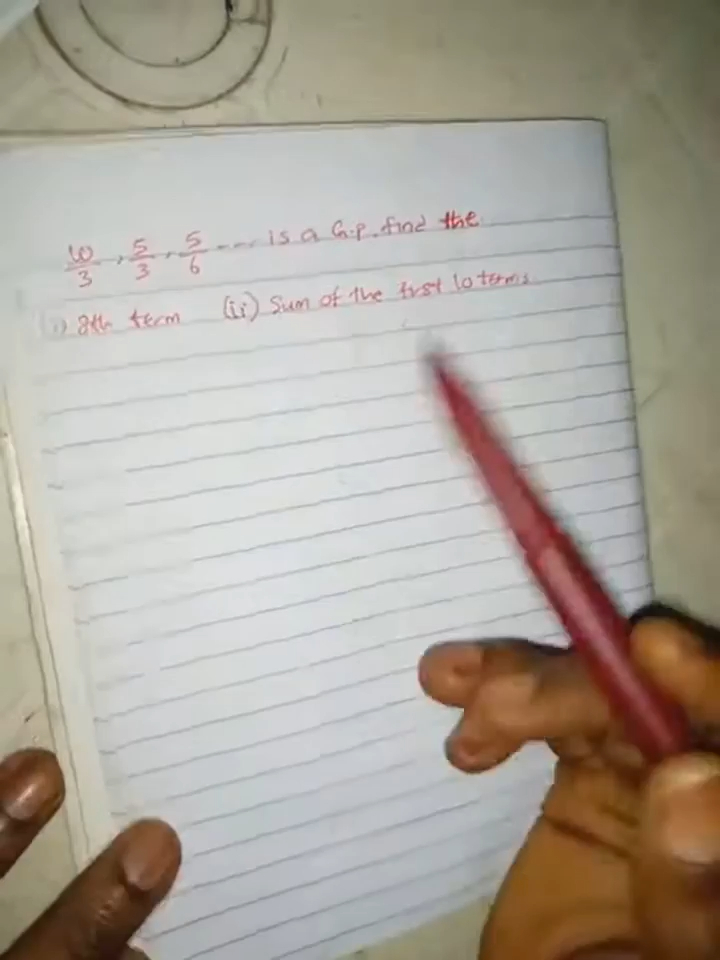 10/3, 5/3, 5/6 --- is a G.p. find the
(i) 8th term (ii) Sum of the first 10 terms